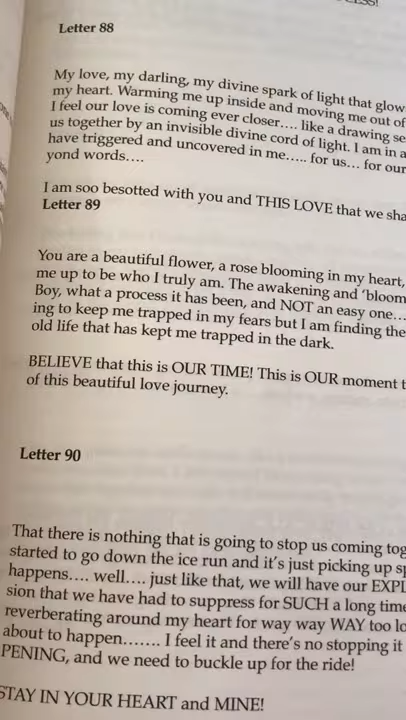 Letter 88
My love, my darling, my divine spark of light that glow
my heart. Warming me up inside and moving me out of
I feel our love is coming ever closer…. like a drawing se
us together by an invisible divine cord of light. I am in a
have triggered and uncovered in me….. for us… for our
yond words….
I am soo besotted with you and THIS LOVE that we sha
Letter 89
You are a beautiful flower, a rose blooming in my heart,
me up to be who I truly am. The awakening and ‘bloom
Boy, what a process it has been, and NOT an easy one…
ing to keep me trapped in my fears but I am finding the
old life that has kept me trapped in the dark.
BELIEVE that this is OUR TIME! This is OUR moment t
of this beautiful love journey.
Letter 90
That there is nothing that is going to stop us coming tog
started to go down the ice run and it’s just picking up sp
happens…. well…. just like that, we will have our EXPL
sion that we have had to suppress for SUCH a long time
reverberating around my heart for way way WAY too lo
about to happen……. I feel it and there’s no stopping it
PENING, and we need to buckle up for the ride!
STAY IN YOUR HEART and MINE!